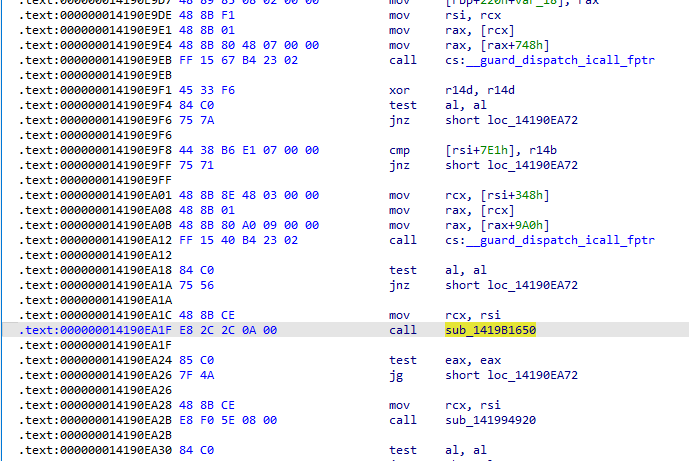 .text:000000014190E9D7 48 89 85 08 02 00 00 mov [rbp+220h+var_18], rax
.text:000000014190E9DE 48 8B F1 mov rsi, rcx
.text:000000014190E9E1 48 8B 01 mov rax, [rcx]
.text:000000014190E9E4 48 8B 80 48 07 00 00 mov rax, [rax+748h]
.text:000000014190E9EB FF 15 67 B4 23 02 call cs:__guard_dispatch_icall_fptr
.text:000000014190E9EB
.text:000000014190E9F1 45 33 F6 xor r14d, r14d
.text:000000014190E9F4 84 C0 test al, al
.text:000000014190E9F6 75 7A jnz short loc_14190EA72
.text:000000014190E9F6
.text:000000014190E9F8 44 38 B6 E1 07 00 00 cmp [rsi+7E1h], r14b
.text:000000014190E9FF 75 71 jnz short loc_14190EA72
.text:000000014190E9FF
.text:000000014190EA01 48 8B 8E 48 03 00 00 mov rcx, [rsi+348h]
.text:000000014190EA08 48 8B 01 mov rax, [rcx]
.text:000000014190EA0B 48 8B 80 A0 09 00 00 mov rax, [rax+9A0h]
.text:000000014190EA12 FF 15 40 B4 23 02 call cs:__guard_dispatch_icall_fptr
.text:000000014190EA12
.text:000000014190EA18 84 C0 test al, al
.text:000000014190EA1A 75 56 jnz short loc_14190EA72
.text:000000014190EA1A
.text:000000014190EA1C 48 8B CE mov rcx, rsi
.text:000000014190EA1F E8 2C 2C 0A 00 call sub_1419B1650
.text:000000014190EA1F
.text:000000014190EA24 85 C0 test eax, eax
.text:000000014190EA26 7F 4A jg short loc_14190EA72
.text:000000014190EA26
.text:000000014190EA28 48 8B CE mov rcx, rsi
.text:000000014190EA2B E8 F0 5E 08 00 call sub_141994920
.text:000000014190EA2B
.text:000000014190EA30 84 C0 test al, al